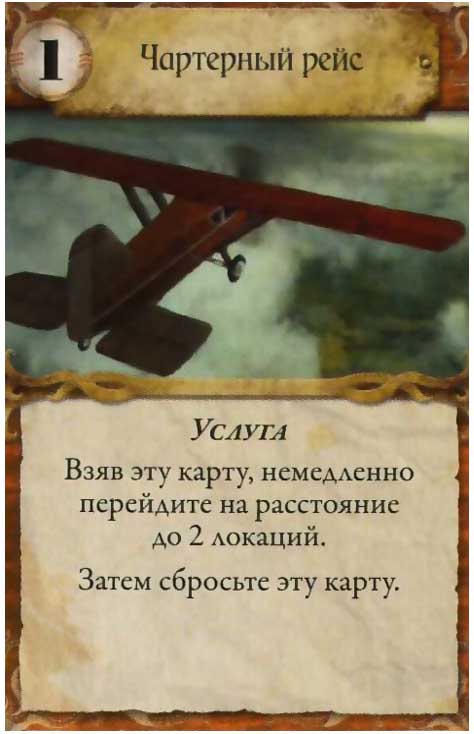 1
Чартерный рейс
Услуга
Взяв эту карту, немедленно
перейдите на расстояние
до 2 локаций.
Затем сбросьте эту карту.